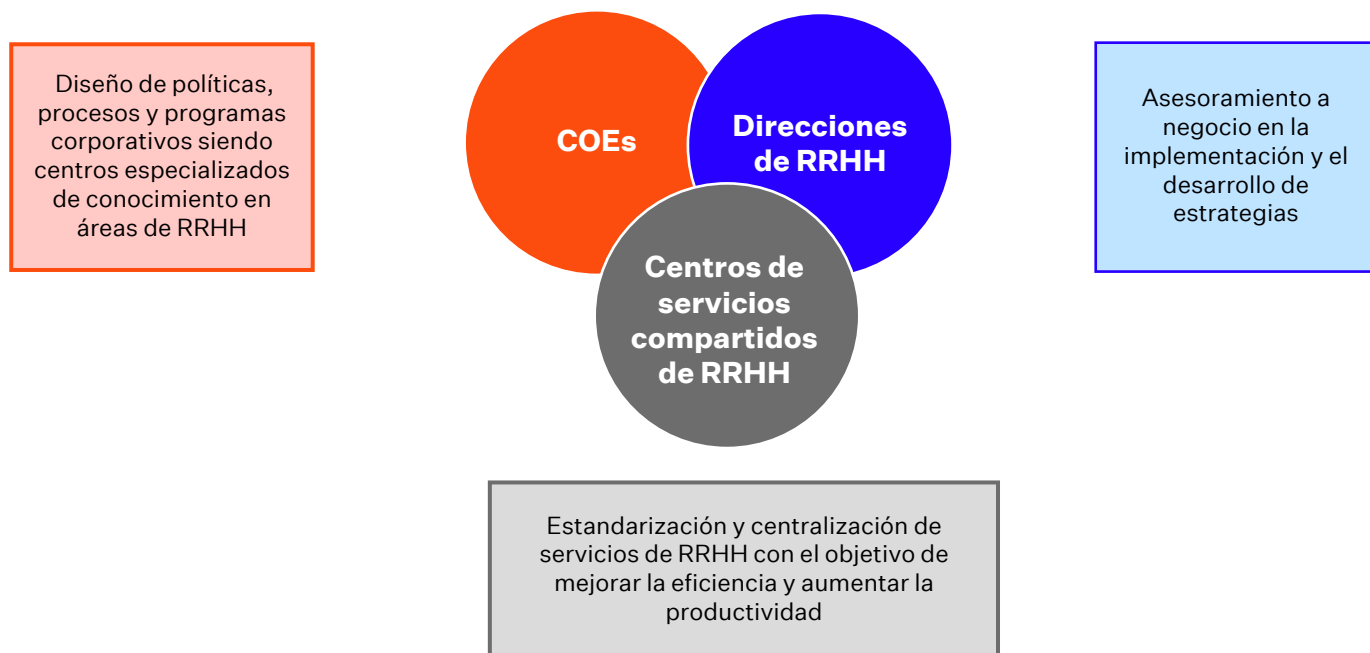 Diseño de políticas,
procesos y programas
corporativos siendo
centros especializados
de conocimiento en
áreas de RRHH
COEs
Direcciones
de RRHH
Asesoramiento a
negocio en la
implementación y el
desarrollo de
estrategias
Centros de
servicios
compartidos
de RRHH
Estandarización y centralización de
servicios de RRHH con el objetivo de
mejorar la eficiencia y aumentar la
productividad